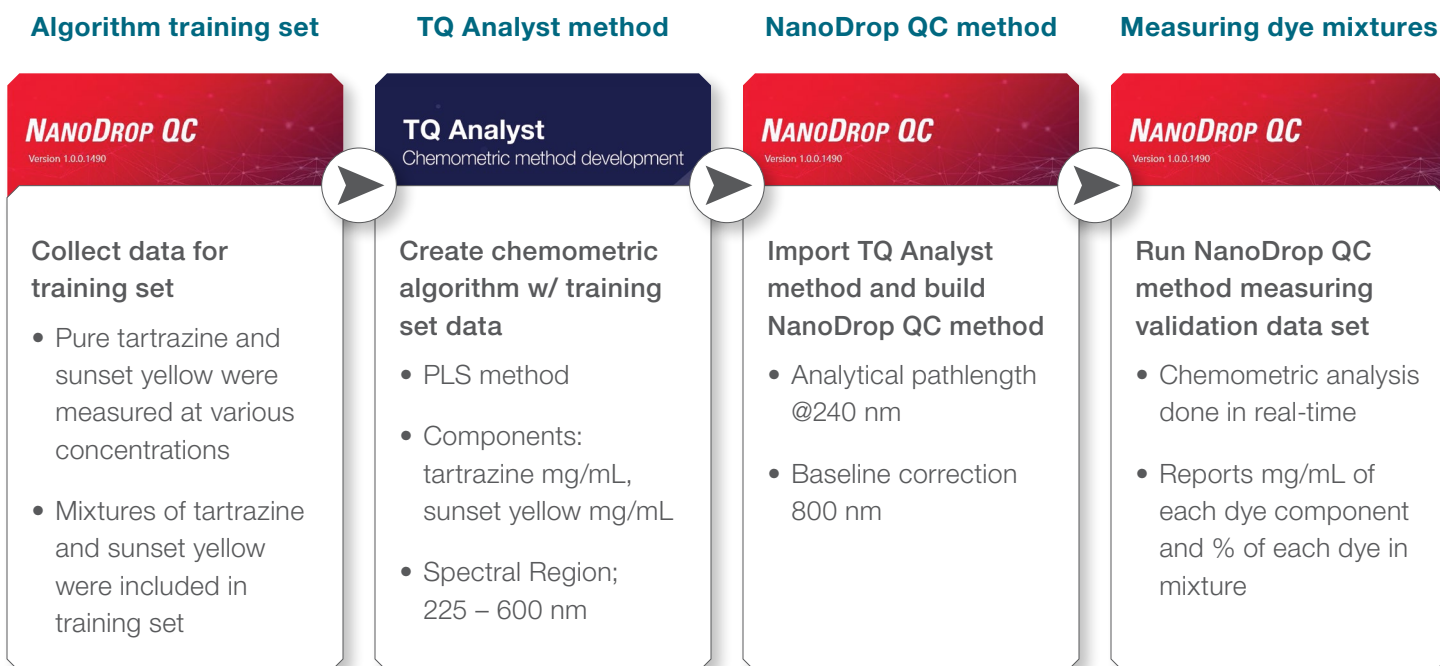 Algorithm training set
NANODROP QC
Version 1.0.0.1490
Collect data for
training set
• Pure tartrazine and
sunset yellow were
measured at various
concentrations
• Mixtures of tartrazine
and sunset yellow
were included in
training set
TQ Analyst method
TQ Analyst
Chemometric method development
Create chemometric
algorithm w/ training
set data
• PLS method
• Components:
tartrazine mg/mL,
sunset yellow mg/mL
• Spectral Region;
225 – 600 nm
NanoDrop QC method
NANODROP QC
Version 1.0.0.1490
Import TQ Analyst
method and build
NanoDrop QC method
• Analytical pathlength
@240 nm
• Baseline correction
800 nm
Measuring dye mixtures
NANODROP QC
Version 1.0.0.1490
Run NanoDrop QC
method measuring
validation data set
• Chemometric analysis
done in real-time
• Reports mg/mL of
each dye component
and % of each dye in
mixture